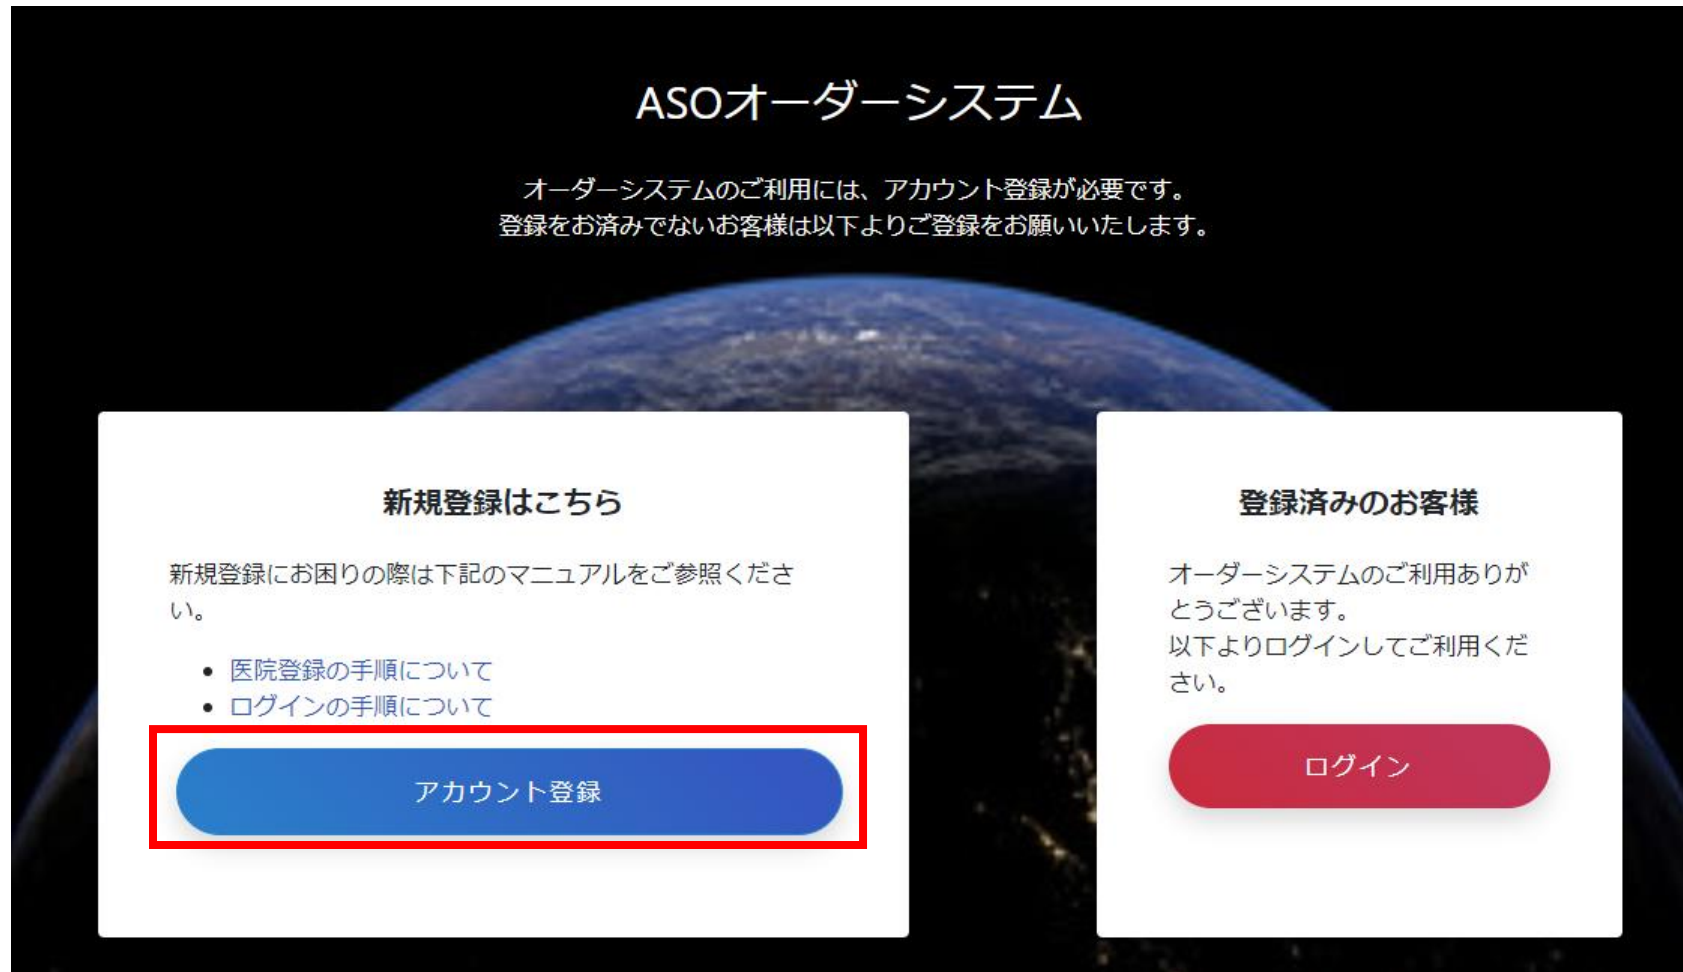 ASOオーダーシステム
オーダーシステムのご利用には、アカウント登録が必要です。
登録をお済みでないお客様は以下よりご登録をお願いいたします。
新規登録はこちら
新規登録にお困りの際は下記のマニュアルをご参照くださ
い。
医院登録の手順について
ログインの手順について
アカウント登録
登録済みのお客様
オーダーシステムのご利用ありが
とうございます。
以下よりログインしてご利用くだ
さい。
ログイン